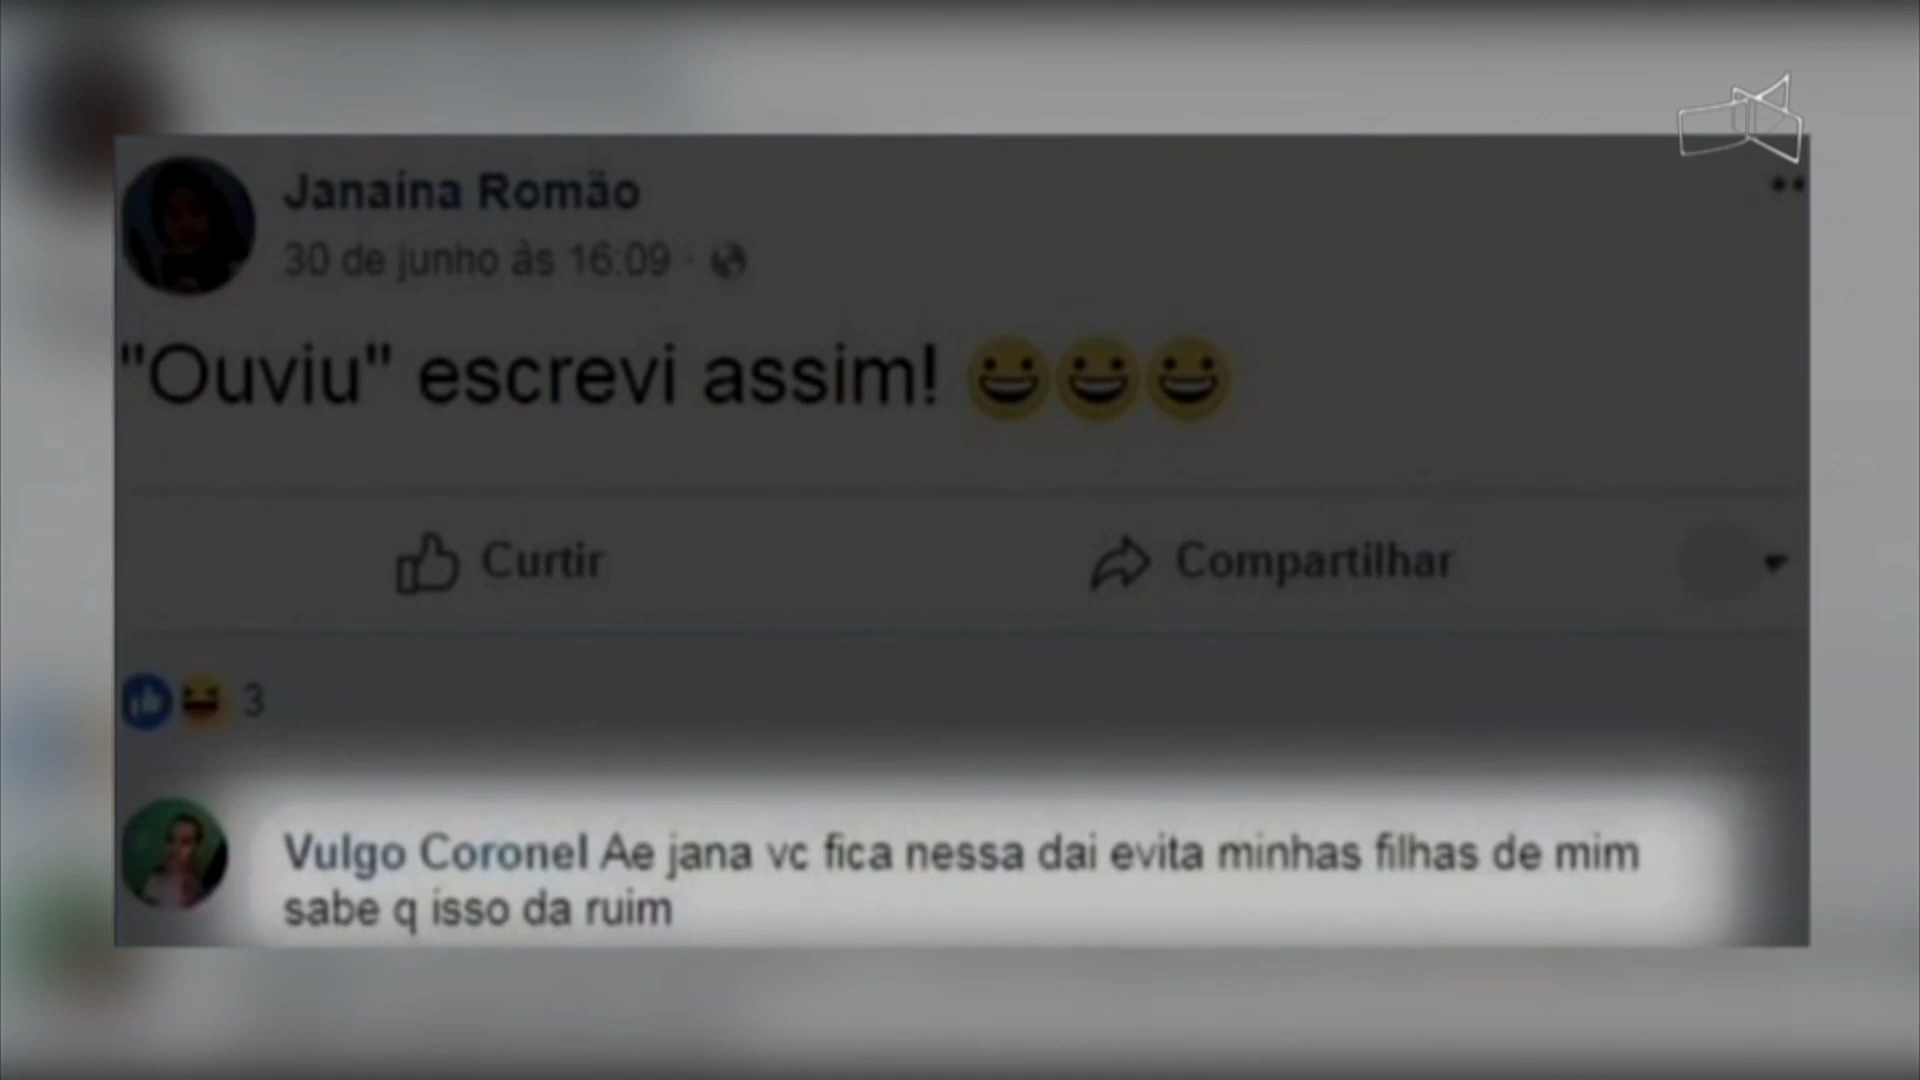 Janaína Romão
30 de junho às 16:09
"Ouviu" escrevi assim! 😀😀😀
Curtir
Compartilhar
3
Vulgo Coronel Ae jana vc fica nessa dai evita minhas filhas de mim
sabe q isso da ruim